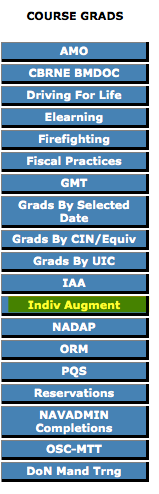 COURSE GRADS
AMO
CBRNE BMDOC
Driving For Life
Elearning
Firefighting
Fiscal Practices
GMT
Grads By Selected
Date
Grads By CIN/Equiv
Grads By UIC
IAA
Indiv Augment
NADAP
ORM
PQS
Reservations
NAVADMIN
Completions
OSC-MTT
DoN Mand Trng